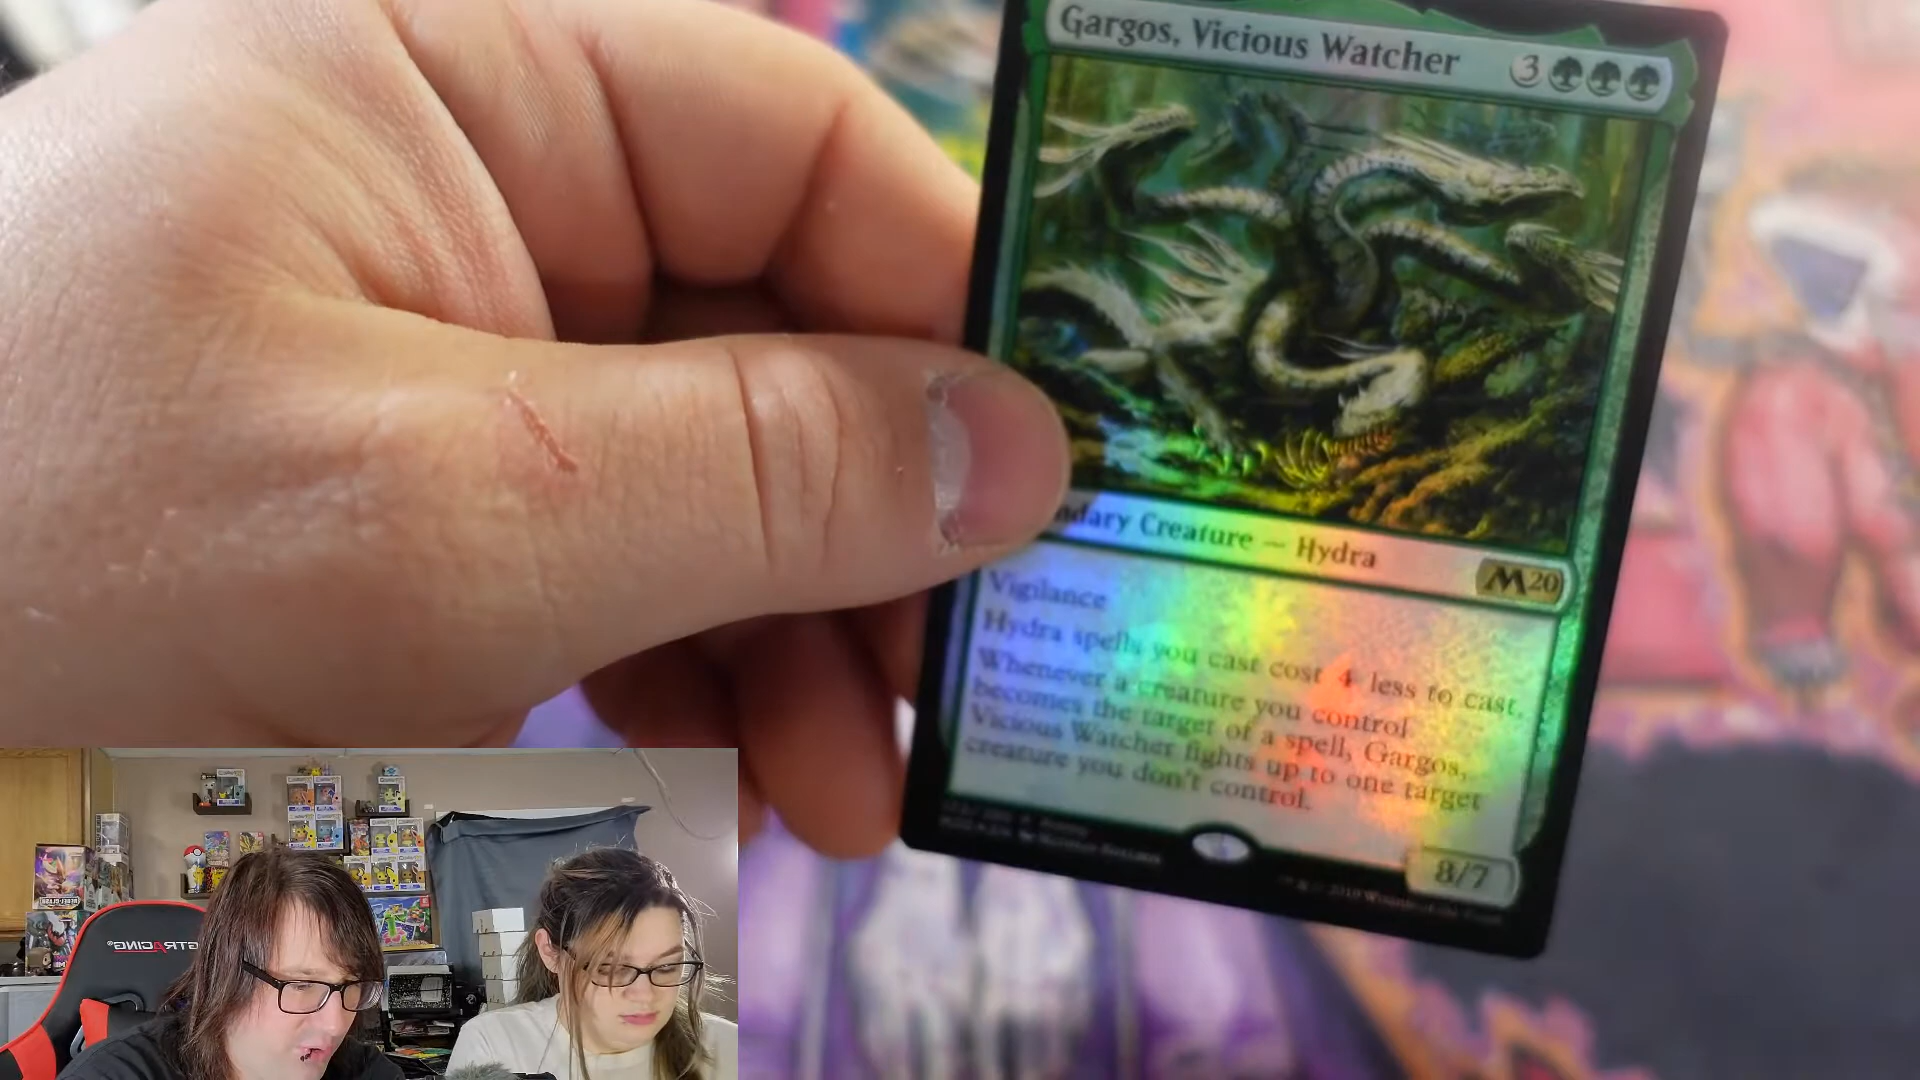 Gargos, Vicious Watcher 3
ndary Creature — Hydra M20
Vigilance
Hydra spells you cast cost 4 less to cast.
Whenever a creature you control
becomes the target of a spell, Gargos,
Vicious Watcher fights up to one target
creature you don't control.
8/7
GTRACING